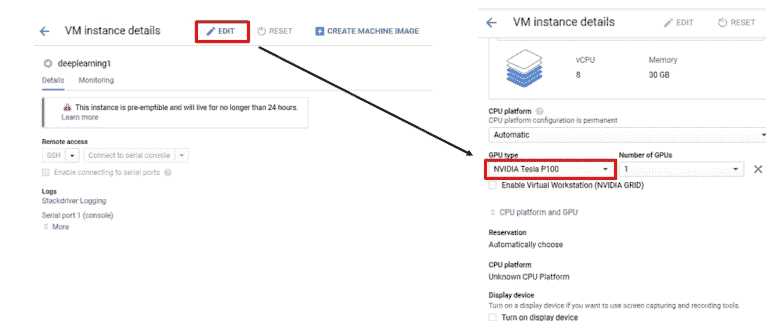 VM instance details
EDIT
RESET
CREATE MACHINE IMAGE
deeplearning1
Details
Monitoring
This instance is pre-emptible and will live for no longer than 24 hours.
Learn more
Remote access
SSH
Connect to serial console
Enable connecting to serial ports
Logs
Stackdriver Logging
Serial port 1 (console)
More
VM instance details
EDIT
RESET
vCPU
Memory
8
30 GB
CPU platform
CPU platform configuration is permanent
Automatic
GPU type
Number of GPUs
NVIDIA Tesla P100
1
Enable Virtual Workstation (NVIDIA GRID)
CPU platform and GPU
Reservation
Automatically choose
CPU platform
Unknown CPU Platform
Display device
Turn on a display device if you want to use screen capturing and recording tools.
Turn on display device